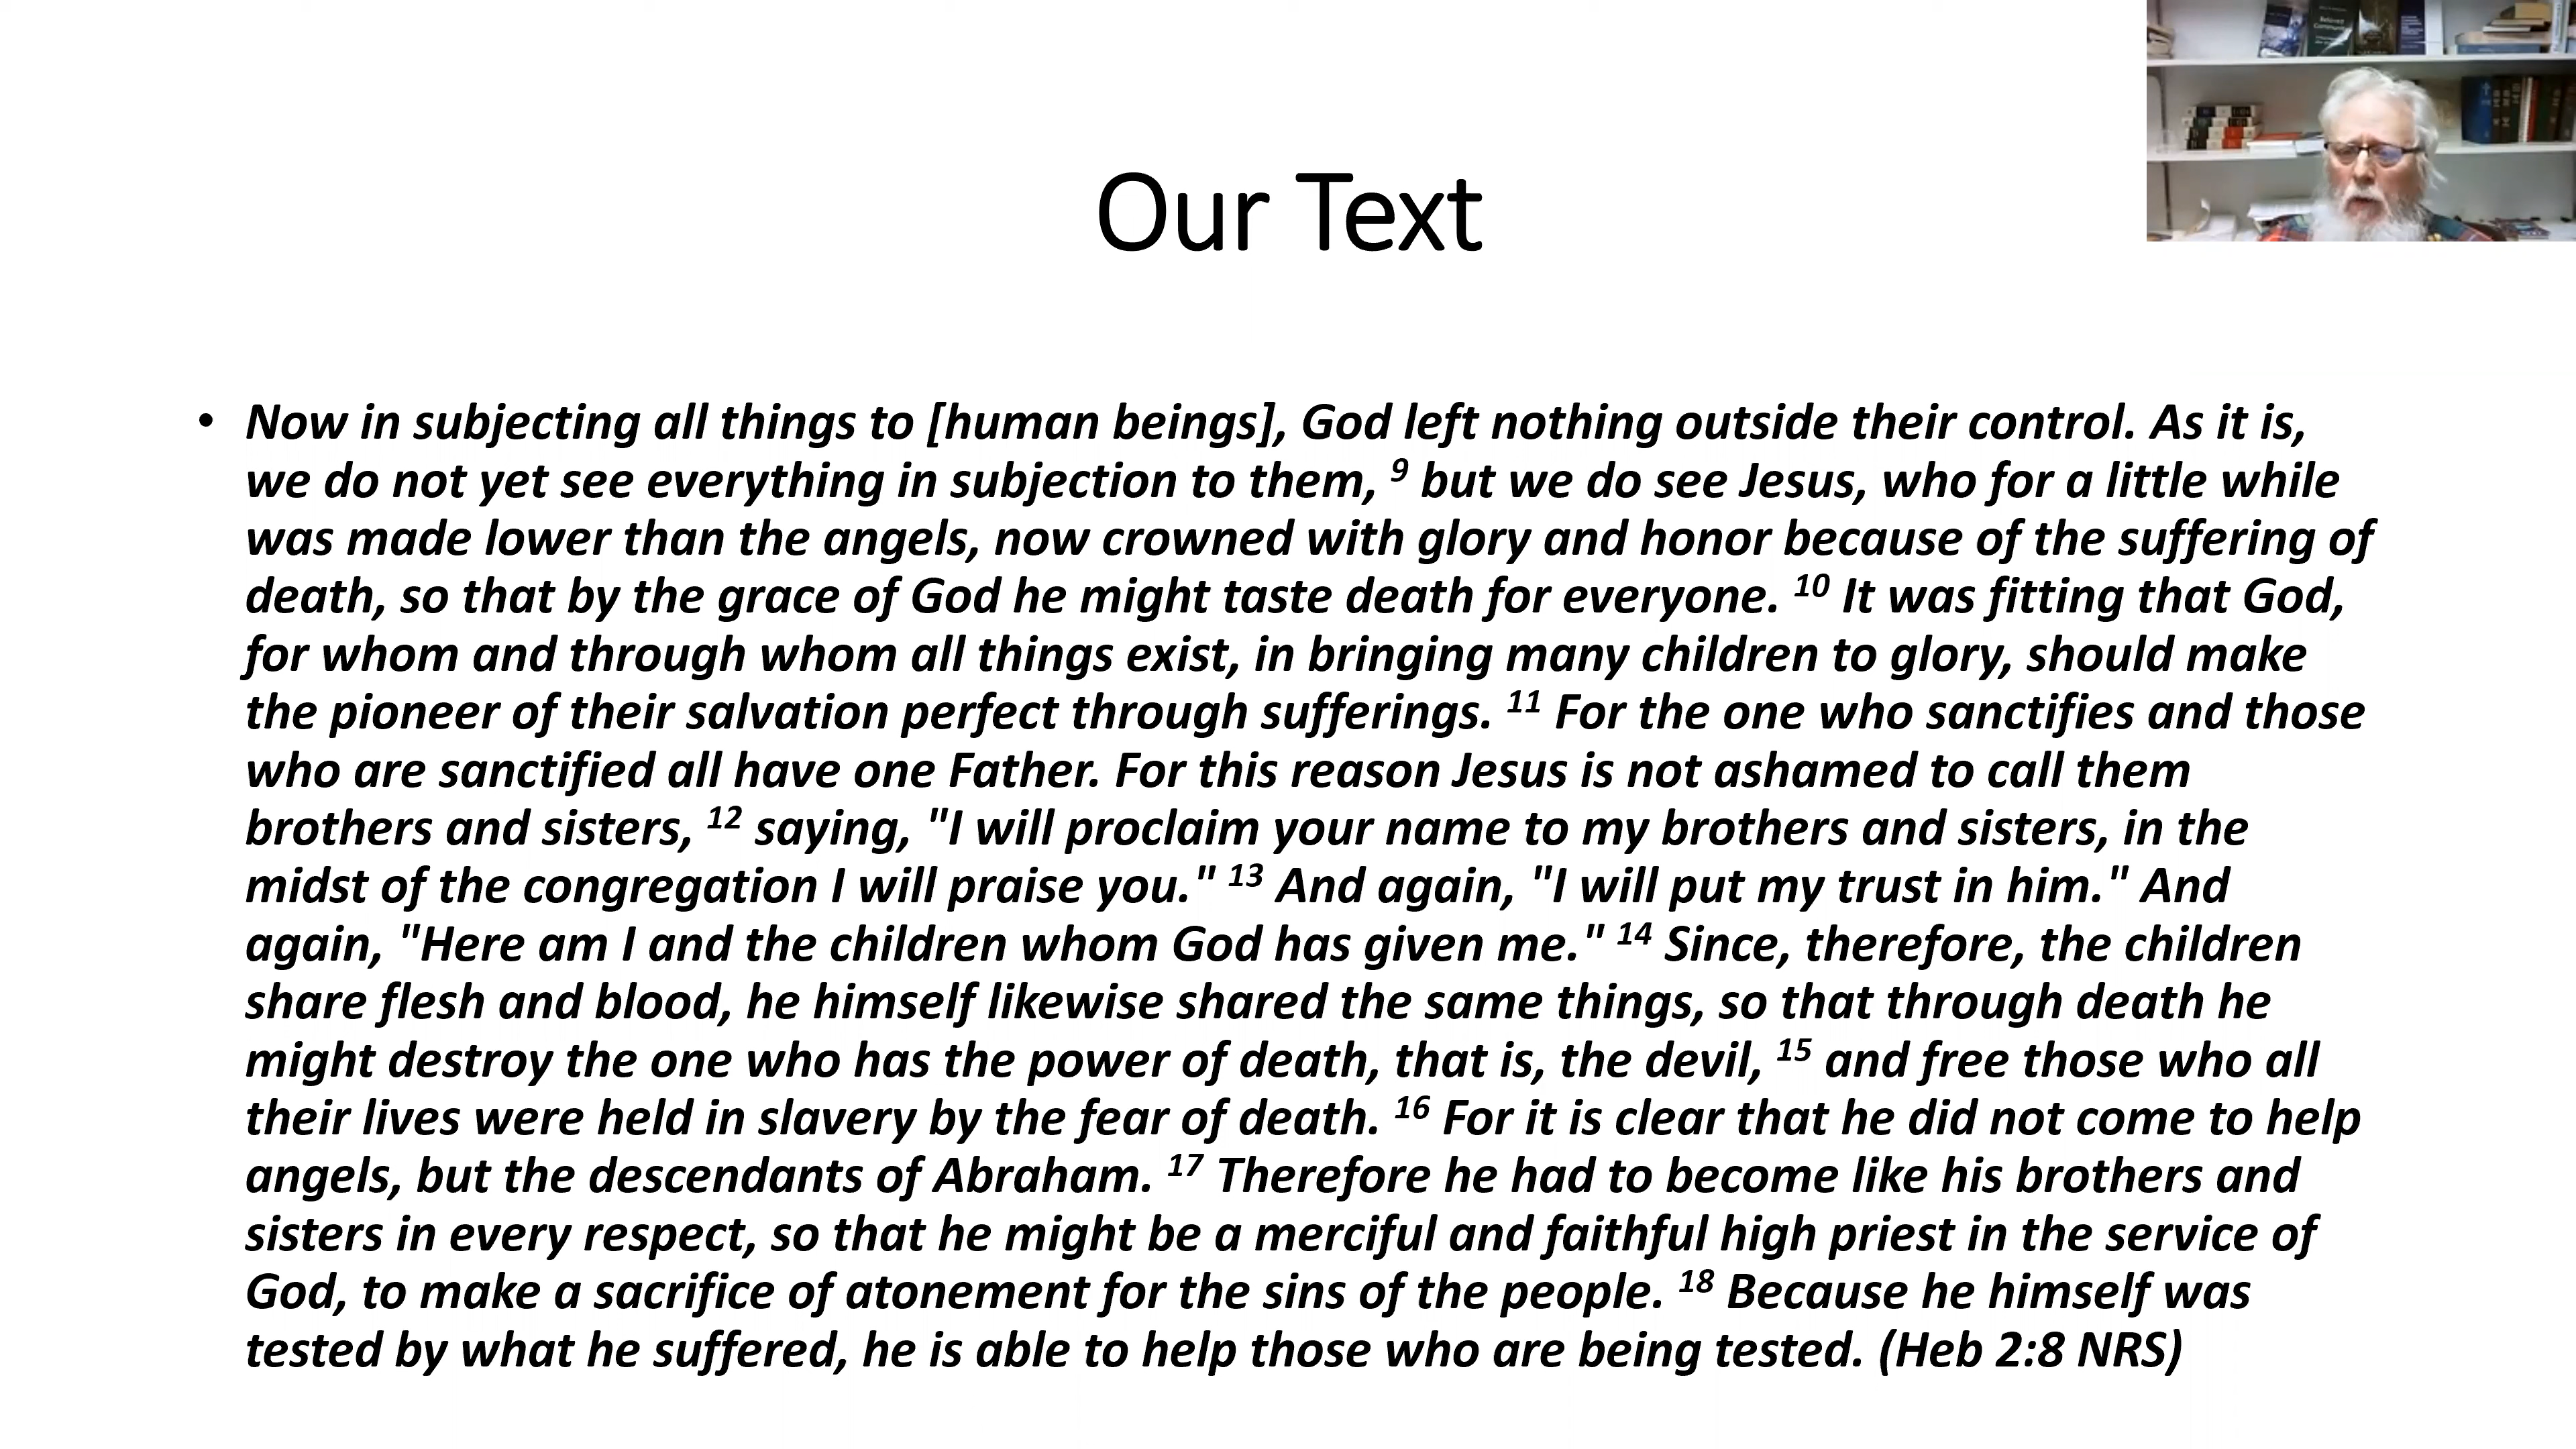 Our Text
• Now in subjecting all things to [human beings], God left nothing outside their control. As it is,
we do not yet see everything in subjection to them, ⁹ but we do see Jesus, who for a little while
was made lower than the angels, now crowned with glory and honor because of the suffering of
death, so that by the grace of God he might taste death for everyone. ¹⁰ It was fitting that God,
for whom and through whom all things exist, in bringing many children to glory, should make
the pioneer of their salvation perfect through sufferings. ¹¹ For the one who sanctifies and those
who are sanctified all have one Father. For this reason Jesus is not ashamed to call them
brothers and sisters, ¹² saying, "I will proclaim your name to my brothers and sisters, in the
midst of the congregation I will praise you." ¹³ And again, "I will put my trust in him." And
again, "Here am I and the children whom God has given me." ¹⁴ Since, therefore, the children
share flesh and blood, he himself likewise shared the same things, so that through death he
might destroy the one who has the power of death, that is, the devil, ¹⁵ and free those who all
their lives were held in slavery by the fear of death. ¹⁶ For it is clear that he did not come to help
angels, but the descendants of Abraham. ¹⁷ Therefore he had to become like his brothers and
sisters in every respect, so that he might be a merciful and faithful high priest in the service of
God, to make a sacrifice of atonement for the sins of the people. ¹⁸ Because he himself was
tested by what he suffered, he is able to help those who are being tested. (Heb 2:8 NRS)